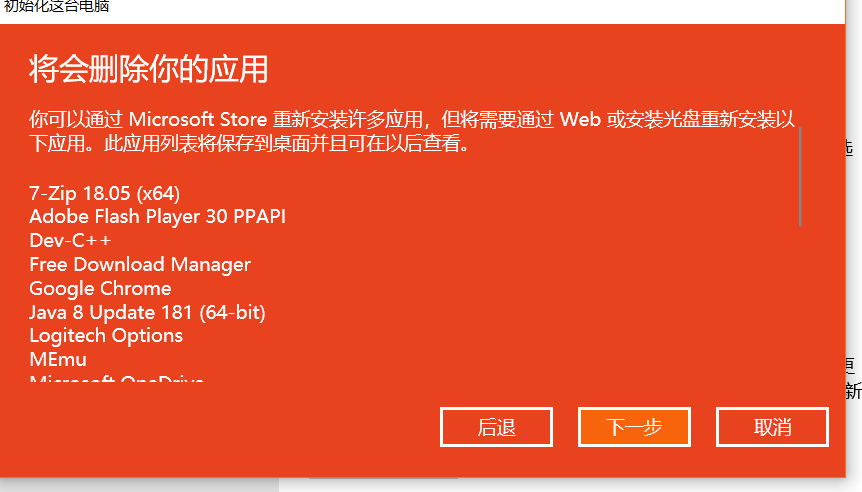 初始化这台电脑
将会删除你的应用
你可以通过 Microsoft Store 重新安装许多应用，但将需要通过 Web 或安装光盘重新安装以
下应用。此应用列表将保存到桌面并且可在以后查看。
选
7-Zip 18.05 (x64)
Adobe Flash Player 30 PPAPI
Dev-C++
Free Download Manager
Google Chrome
Java 8 Update 181 (64-bit)
Logitech Options
MEmu
更
Microsoft OneDrive
新
后退
下一步
取消